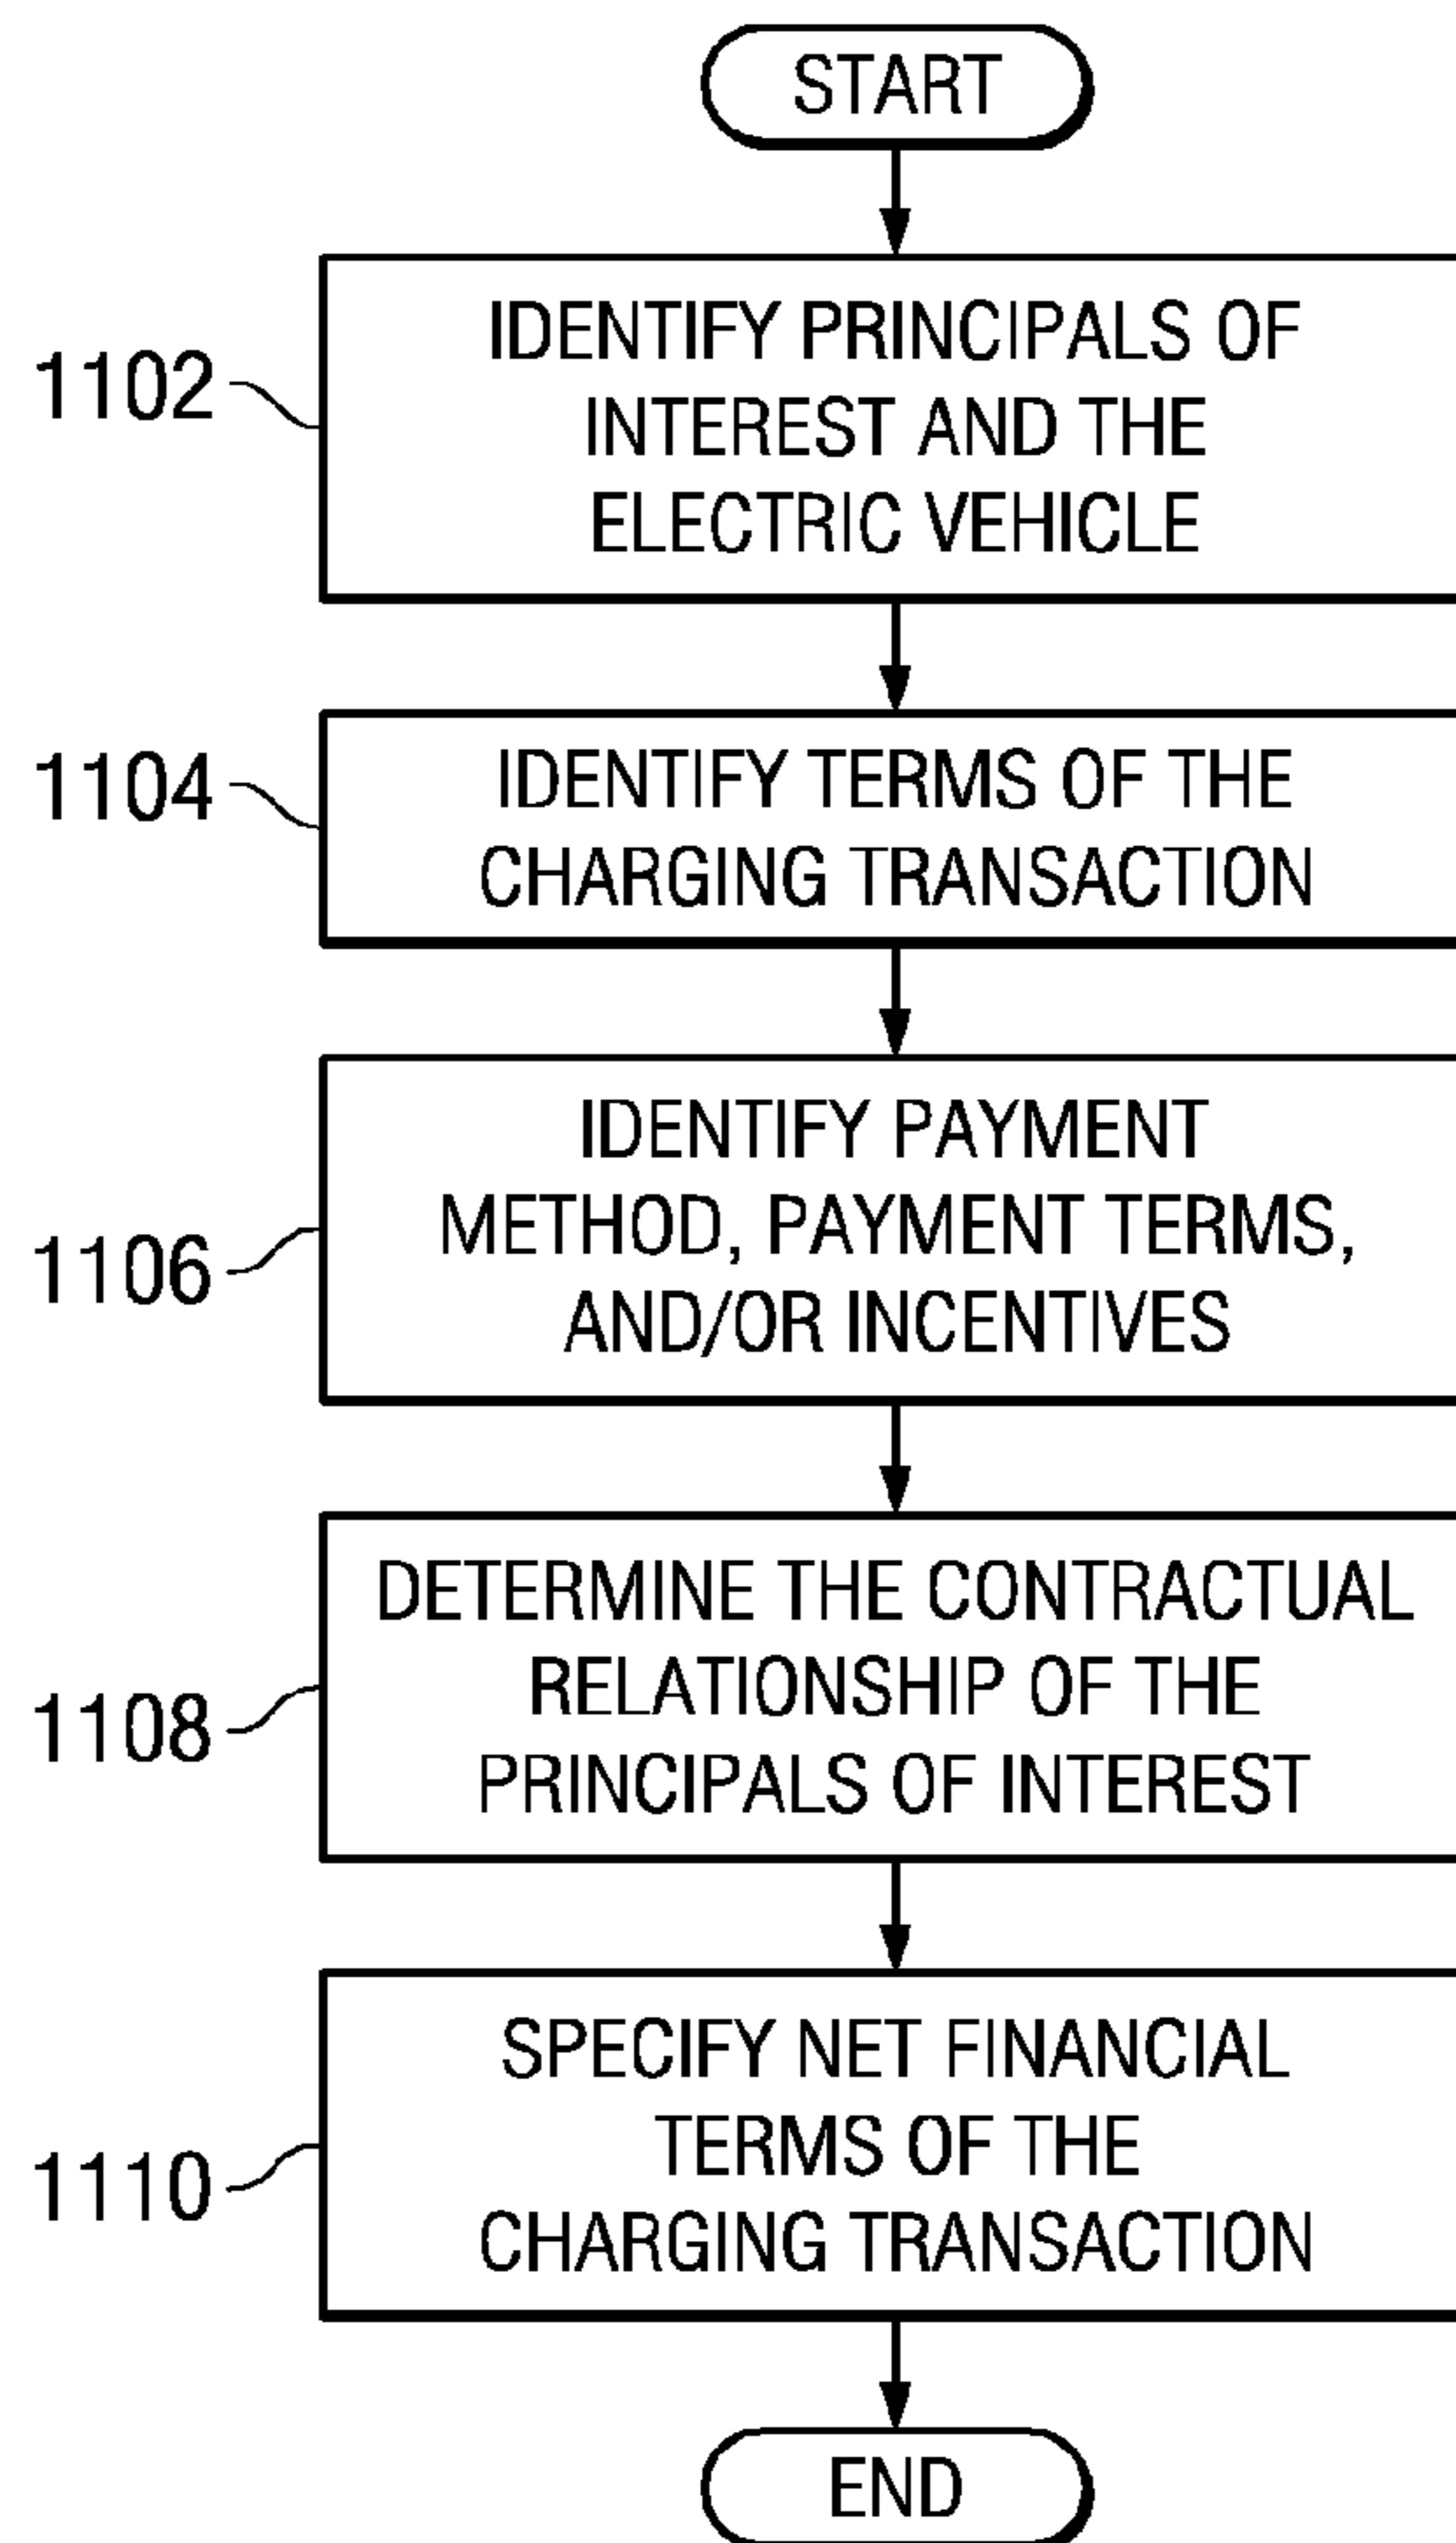 START
1102
IDENTIFY PRINCIPALS OF
INTEREST AND THE
ELECTRIC VEHICLE
1104
IDENTIFY TERMS OF THE
CHARGING TRANSACTION
1106
IDENTIFY PAYMENT
METHOD, PAYMENT TERMS,
AND/OR INCENTIVES
1108
DETERMINE THE CONTRACTUAL
RELATIONSHIP OF THE
PRINCIPALS OF INTEREST
1110
SPECIFY NET FINANCIAL
TERMS OF THE
CHARGING TRANSACTION
END